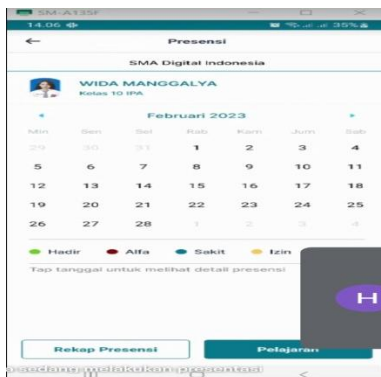 SM-A135F
14.06 35%
Presensi
SMA Digital Indonesia
WIDA MANGGALYA
Kelas 10 IPA
Februari 2023
Min Sen Sel Rab Kam Jum Sab
29 30 31 1 2 3 4
5 6 7 8 9 10 11
12 13 14 15 16 17 18
19 20 21 22 23 24 25
26 27 28 1 2 3 4
Hadir Alfa Sakit Izin
Tap tanggal untuk melihat detail presensi
H
Rekap Presensi Pelajaran
sedang melakukan presentasi